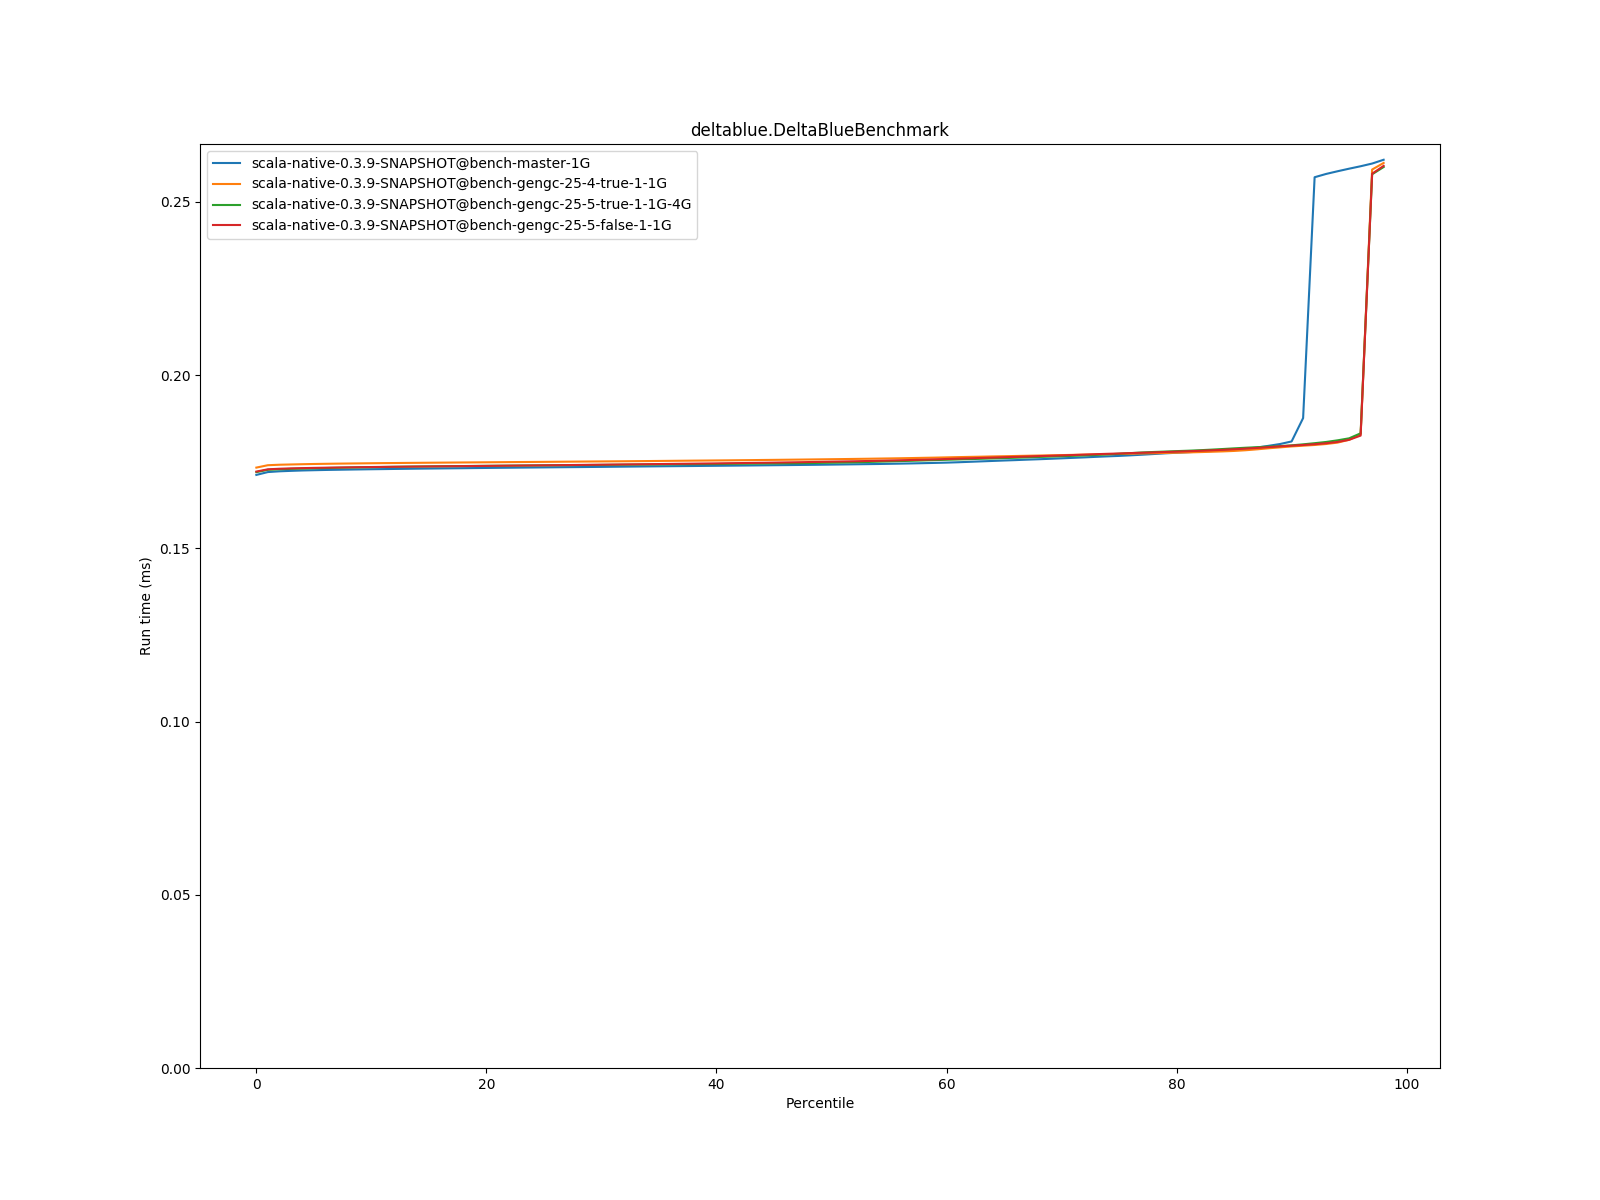 deltablue.DeltaBlueBenchmark
scala-native-0.3.9-SNAPSHOT@bench-master-1G
scala-native-0.3.9-SNAPSHOT@bench-gengc-25-4-true-1-1G
scala-native-0.3.9-SNAPSHOT@bench-gengc-25-5-true-1-1G-4G
scala-native-0.3.9-SNAPSHOT@bench-gengc-25-5-false-1-1G
0.25
0.20
0.15
0.10
0.05
0.00
Run time (ms)
0 20 40 60 80 100
Percentile